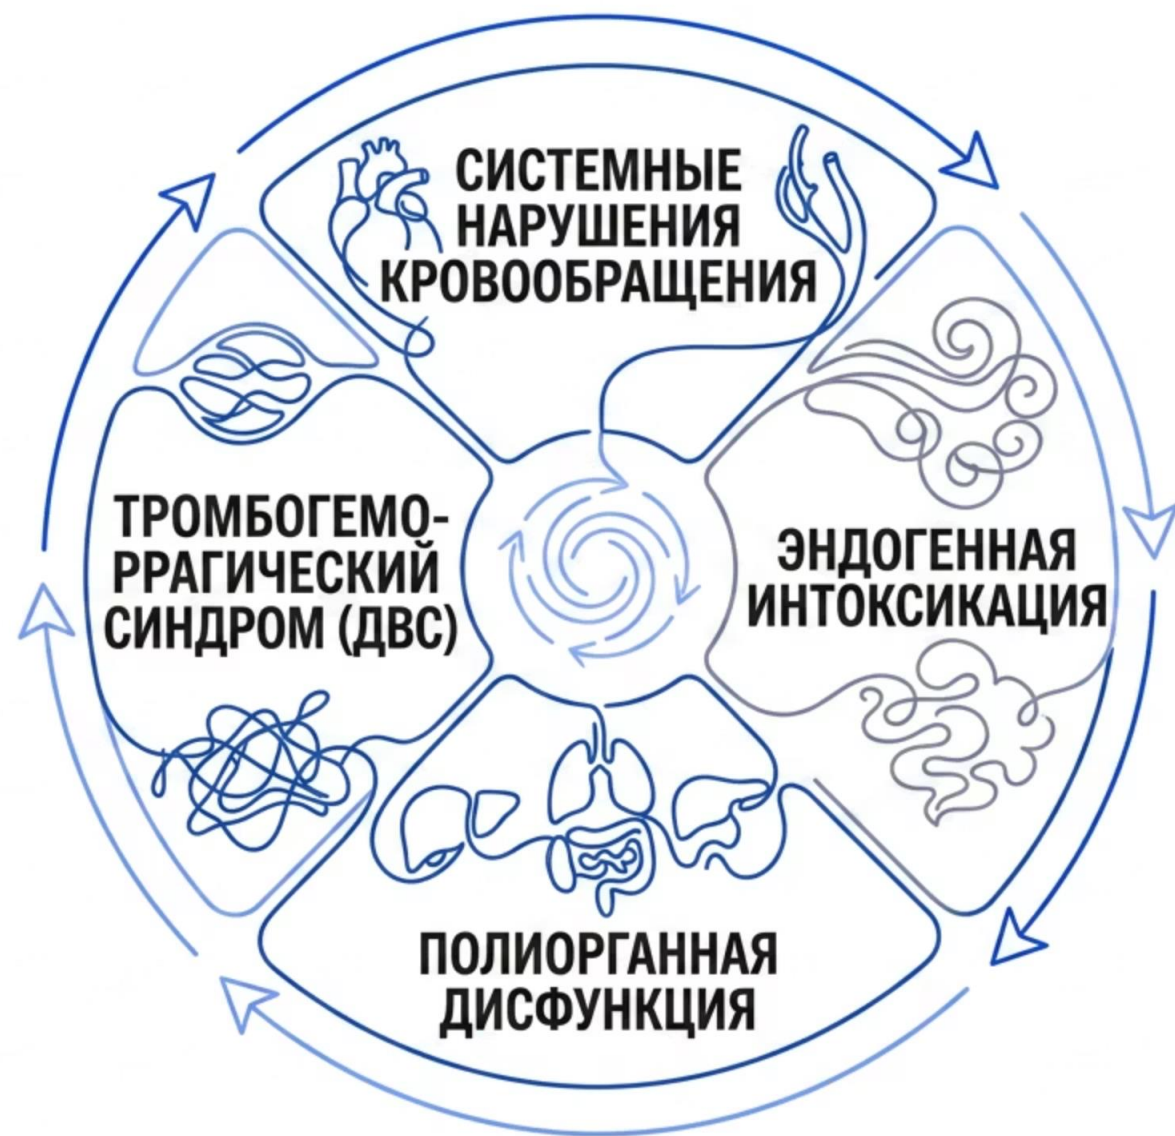 СИСТЕМНЫЕ
НАРУШЕНИЯ
КРОВООБРАЩЕНИЯ
ТРОМБОГЕМО-
РРАГИЧЕСКИЙ
СИНДРОМ (ДВС)
ЭНДОГЕННАЯ
ИНТОКСИКАЦИЯ
ПОЛИОРГАННАЯ
ДИСФУНКЦИЯ